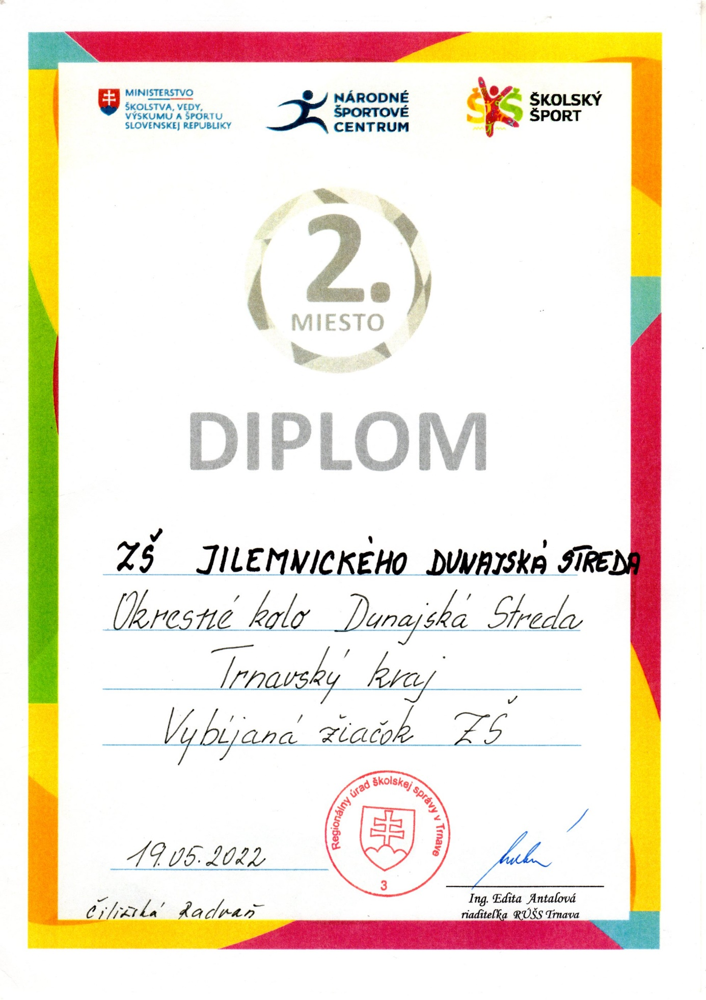 MINISTERSTVO
ŠKOLSTVA, VEDY,
VÝSKUMU A ŠPORTU
SLOVENSKEJ REPUBLIKY
NÁRODNÉ
ŠPORTOVÉ
CENTRUM
ŠŠ
ŠKOLSKÝ
ŠPORT
2.
MIESTO
DIPLOM
ZŠ JILEMNICKÉHO DUNAJSKÁ STREDA
Okresné kolo Dunajská Streda
Trnavský kraj
Vybíjaná žiačok ZŠ
Regionálny úrad školskej správy v Trnave
3
19.05.2022
Čilizská Radvaň
Ing. Edita Antalová
riaditeľka RÚŠS Trnava